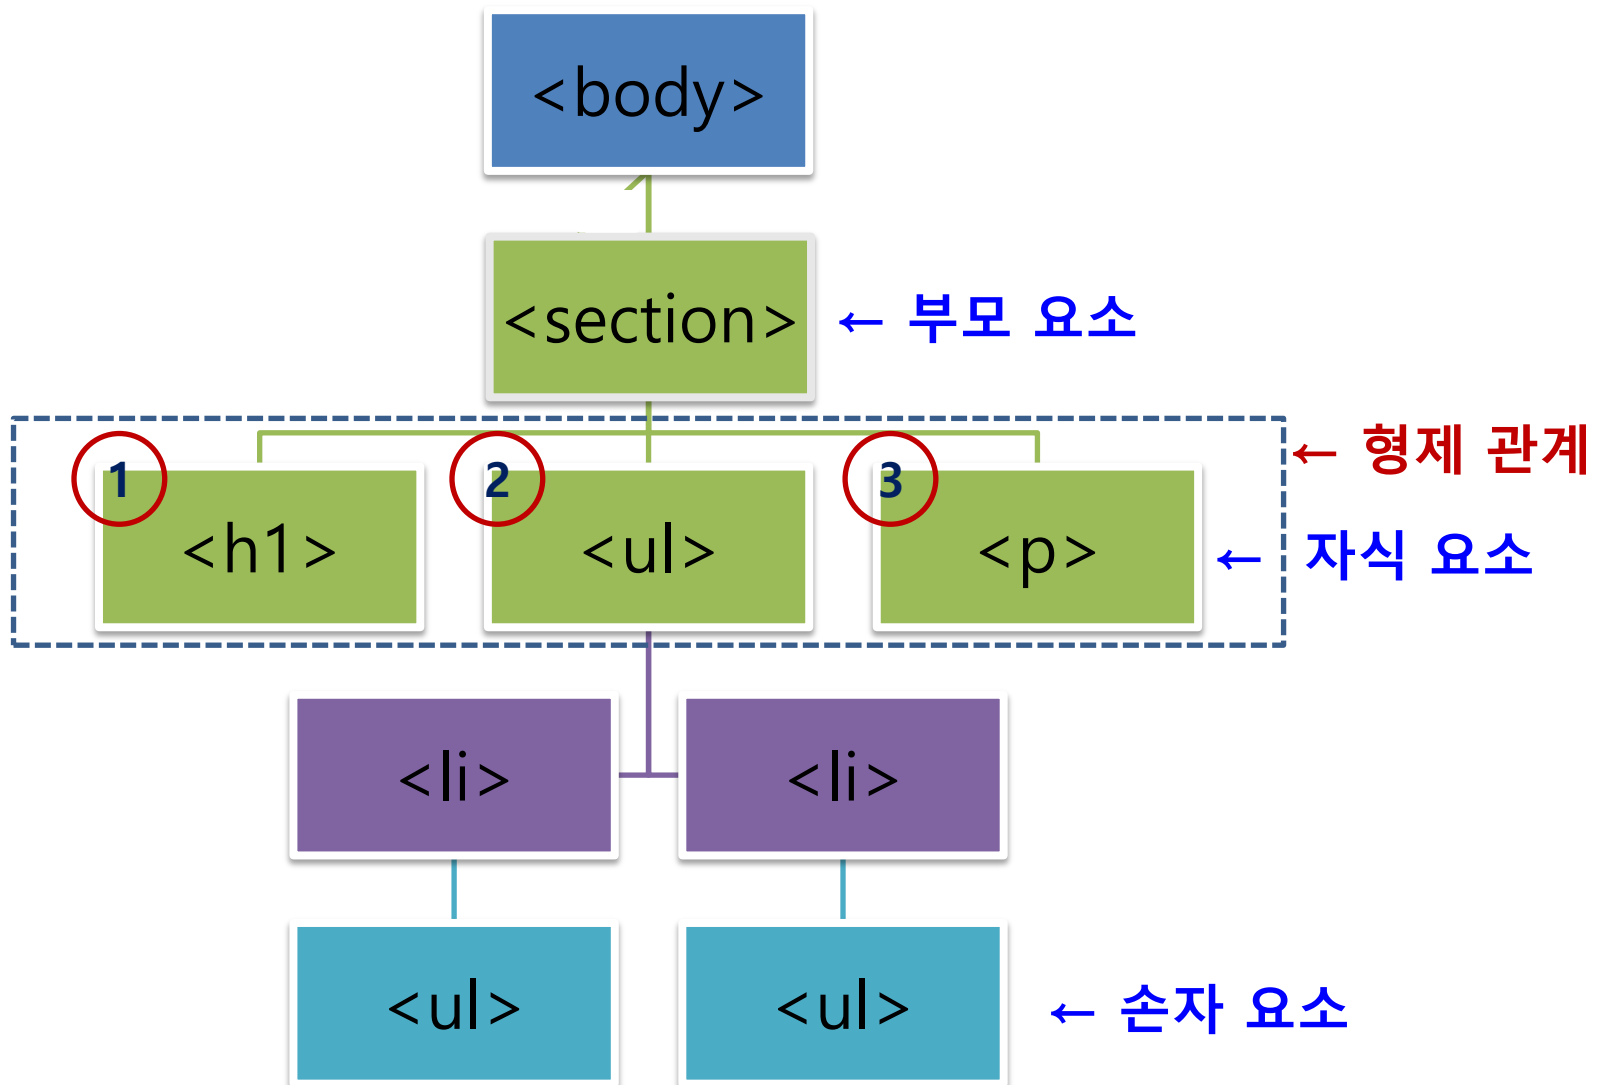 <body>
<section>
← 부모 요소
← 형제 관계
1
2
3
<h1>
<ul>
<p>
← 자식 요소
<li>
<li>
<ul>
<ul>
← 손자 요소